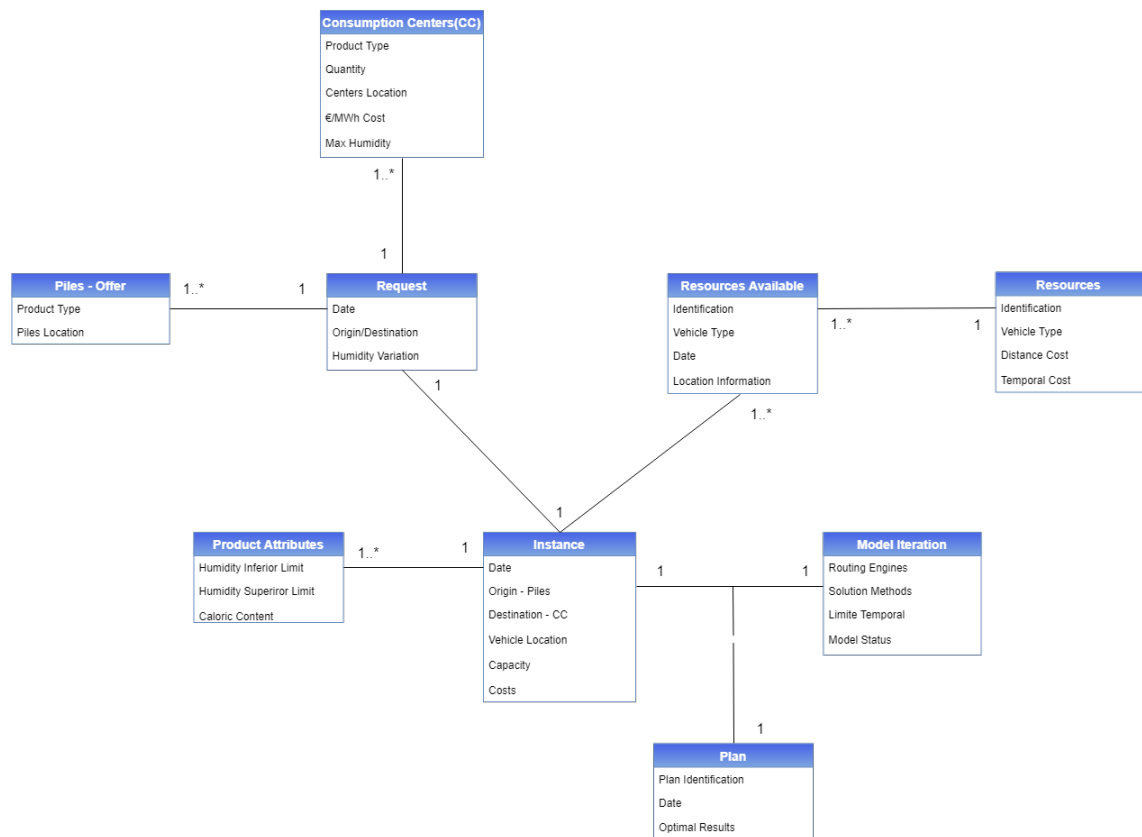 Consumption Centers(CC)
Product Type
Quantity
Centers Location
€/MWh Cost
Max Humidity
1..*
1
Piles - Offer
Product Type
Piles Location
1..*
1
Request
Date
Origin/Destination
Humidity Variation
1
Resources Available
Identification
Vehicle Type
Date
Location Information
1..*
1
1..*
Resources
Identification
Vehicle Type
Distance Cost
Temporal Cost
1
Product Attributes
Humidity Inferior Limit
Humidity Superiror Limit
Caloric Content
1..*
1
Instance
Date
Origin - Piles
Destination - CC
Vehicle Location
Capacity
Costs
1
1
Model Iteration
Routing Engines
Solution Methods
Limite Temporal
Model Status
1
Plan
Plan Identification
Date
Optimal Results